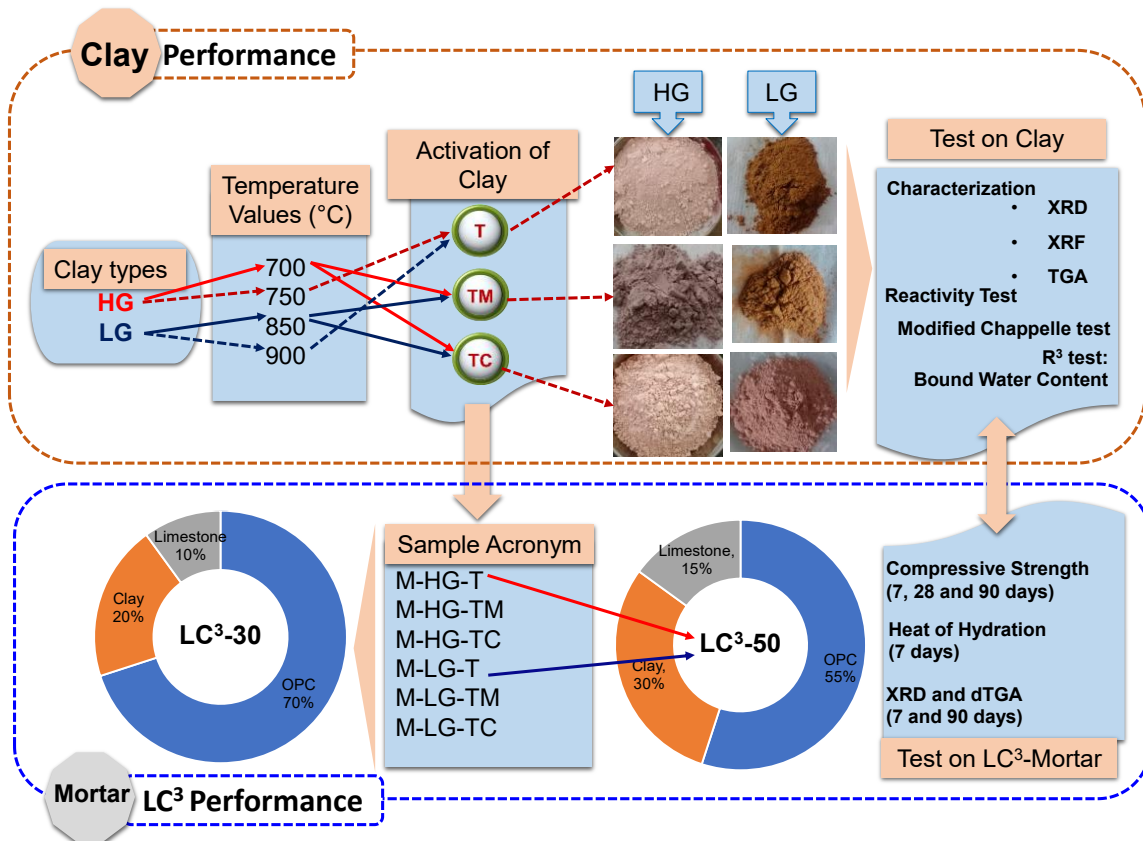 Clay Performance
HG
LG
Test on Clay
Activation of
Clay
Temperature
Values (°C)
Characterization
• XRD
• XRF
• TGA
Reactivity Test
Modified Chappelle test
R³ test:
Bound Water Content
Clay types
HG
LG
700
750
850
900
T
TM
TC
Limestone
10%
Clay
20%
LC³-30
OPC
70%
Sample Acronym
M-HG-T
M-HG-TM
M-HG-TC
M-LG-T
M-LG-TM
M-LG-TC
Limestone,
15%
LC³-50
Clay,
30%
OPC
55%
Compressive Strength
(7, 28 and 90 days)
Heat of Hydration
(7 days)
XRD and dTGA
(7 and 90 days)
Test on LC³-Mortar
Mortar LC³ Performance